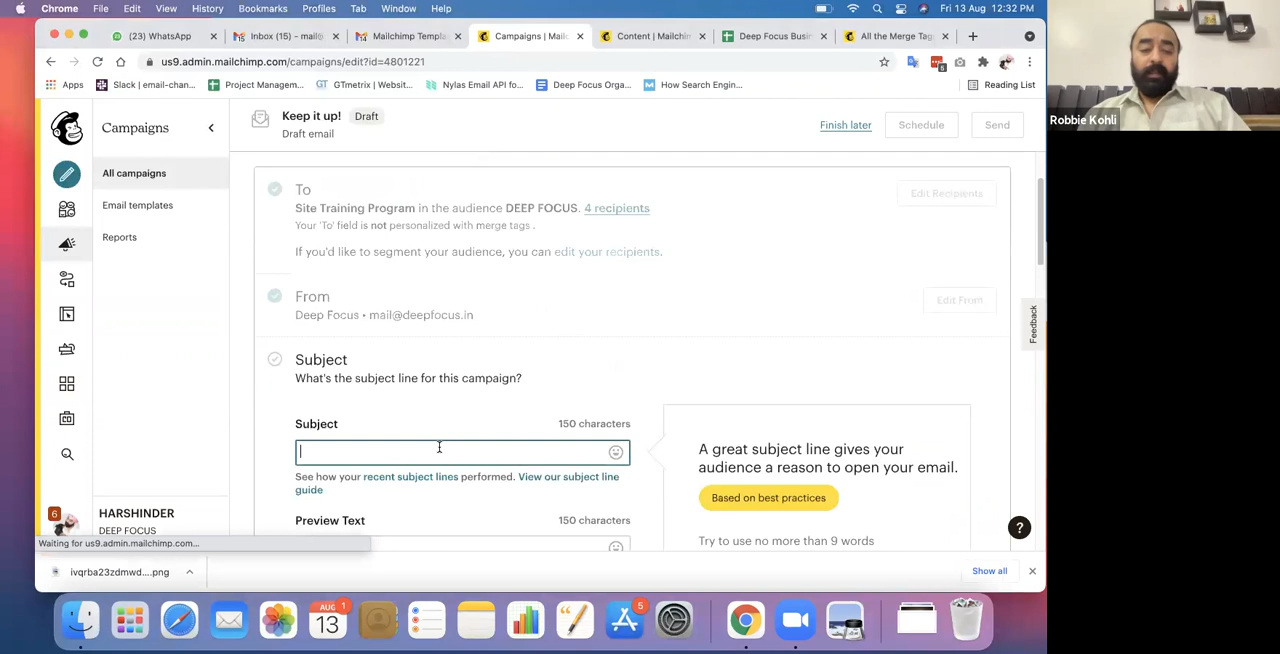 Chrome File Edit View History Bookmarks Profiles Tab Window Help Fri 13 Aug 12:32 PM
(23) WhatsApp Inbox (15) - mail@ Mailchimp Templa Campaigns | Mailc Content | Mailchim Deep Focus Busin All the Merge Tag
us9.admin.mailchimp.com/campaigns/edit?id=4801221
Apps Slack | email-chan... Project Managem... GTmetrix | Websit... Nylas Email API fo... Deep Focus Orga... How Search Engin... Reading List
Campaigns
Keep it up! Draft
Draft email
Finish later Schedule Send
Robbie Kohli
All campaigns
Email templates
Reports
To
Edit Recipients
Site Training Program in the audience DEEP FOCUS. 4 recipients
Your 'To' field is not personalized with merge tags .
If you'd like to segment your audience, you can edit your recipients.
From
Edit From
Deep Focus • mail@deepfocus.in
Feedback
Subject
What's the subject line for this campaign?
Subject 150 characters
See how your recent subject lines performed. View our subject line
guide
Preview Text 150 characters
A great subject line gives your
audience a reason to open your email.
Based on best practices
Try to use no more than 9 words
?
6
HARSHINDER
DEEP FOCUS
Waiting for us9.admin.mailchimp.com...
ivqrba23zdmwd....png
Show all
AUG 1
13
5